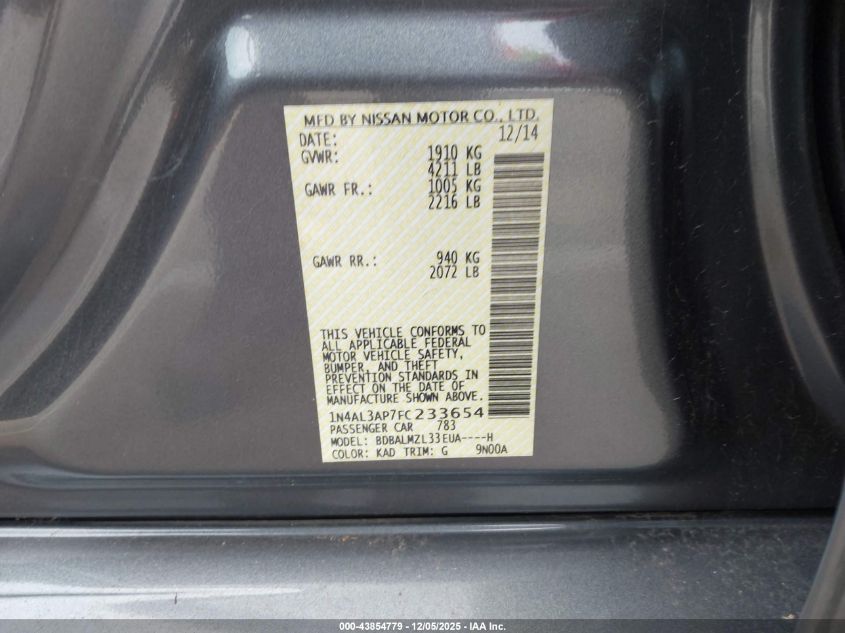 MFD BY NISSAN MOTOR CO., LTD.
DATE: 12/14
GVWR: 1910 KG
4211 LB
GAWR FR.: 1005 KG
2216 LB
GAWR RR.: 940 KG
2072 LB
THIS VEHICLE CONFORMS TO
ALL APPLICABLE FEDERAL
MOTOR VEHICLE SAFETY,
BUMPER, AND THEFT
PREVENTION STANDARDS IN
EFFECT ON THE DATE OF
MANUFACTURE SHOWN ABOVE.
1N4AL3AP7FC233654
PASSENGER CAR 783
MODEL: BDBALMZL33EUA----H
COLOR: KAD TRIM: G 9N00A
000-43854779 - 12/05/2025 - IAA Inc.